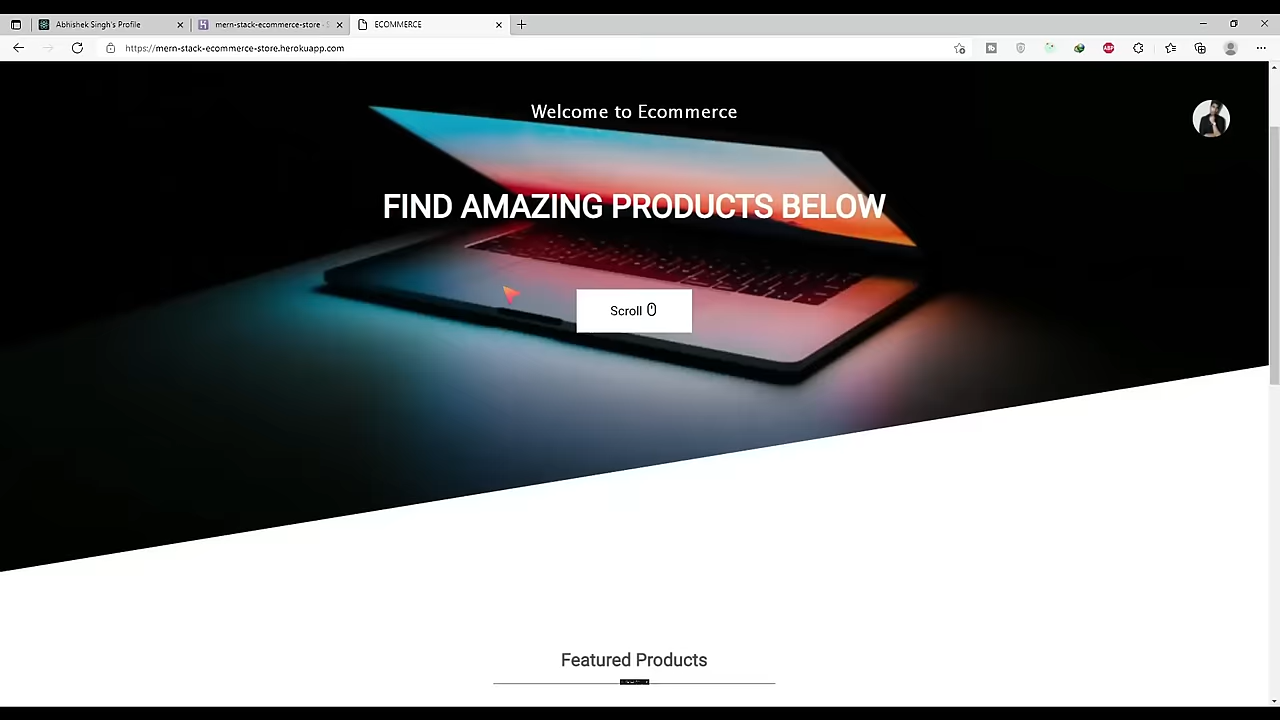 Abhishek Singh's Profile
mern-stack-ecommerce-store - S
ECOMMERCE
https://mern-stack-ecommerce-store.herokuapp.com
ABP
Welcome to Ecommerce
FIND AMAZING PRODUCTS BELOW
Scroll
Featured Products